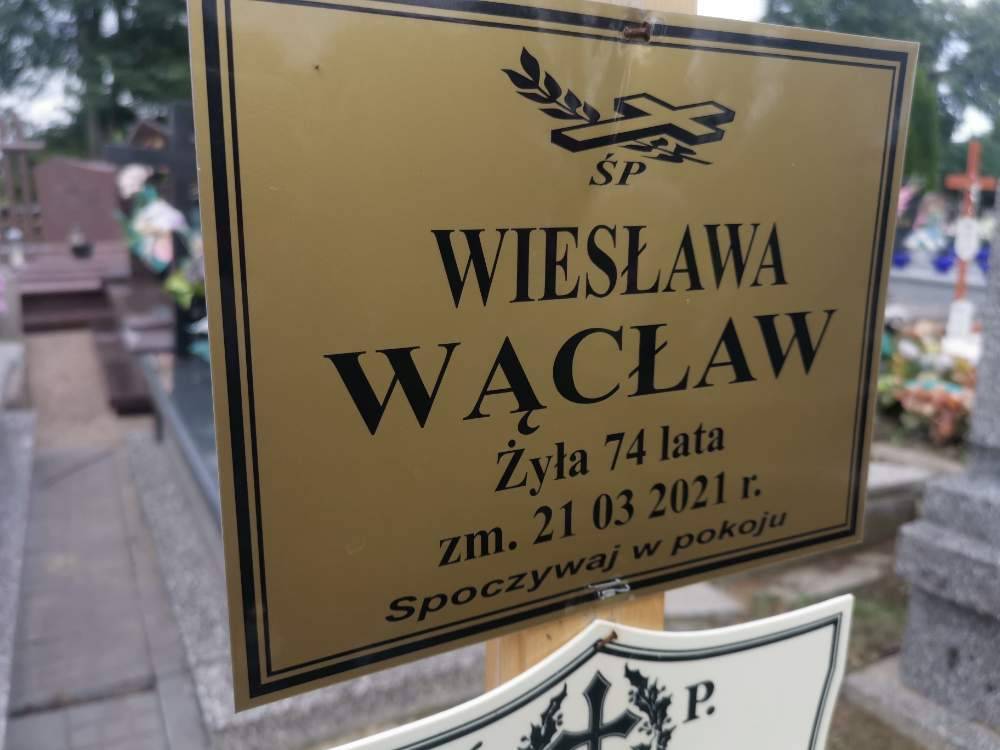 ŚP
WIESŁAWA
WĄCŁAW
Żyła 74 lata
zm. 21 03 2021 r.
Spoczywaj w pokoju
P.